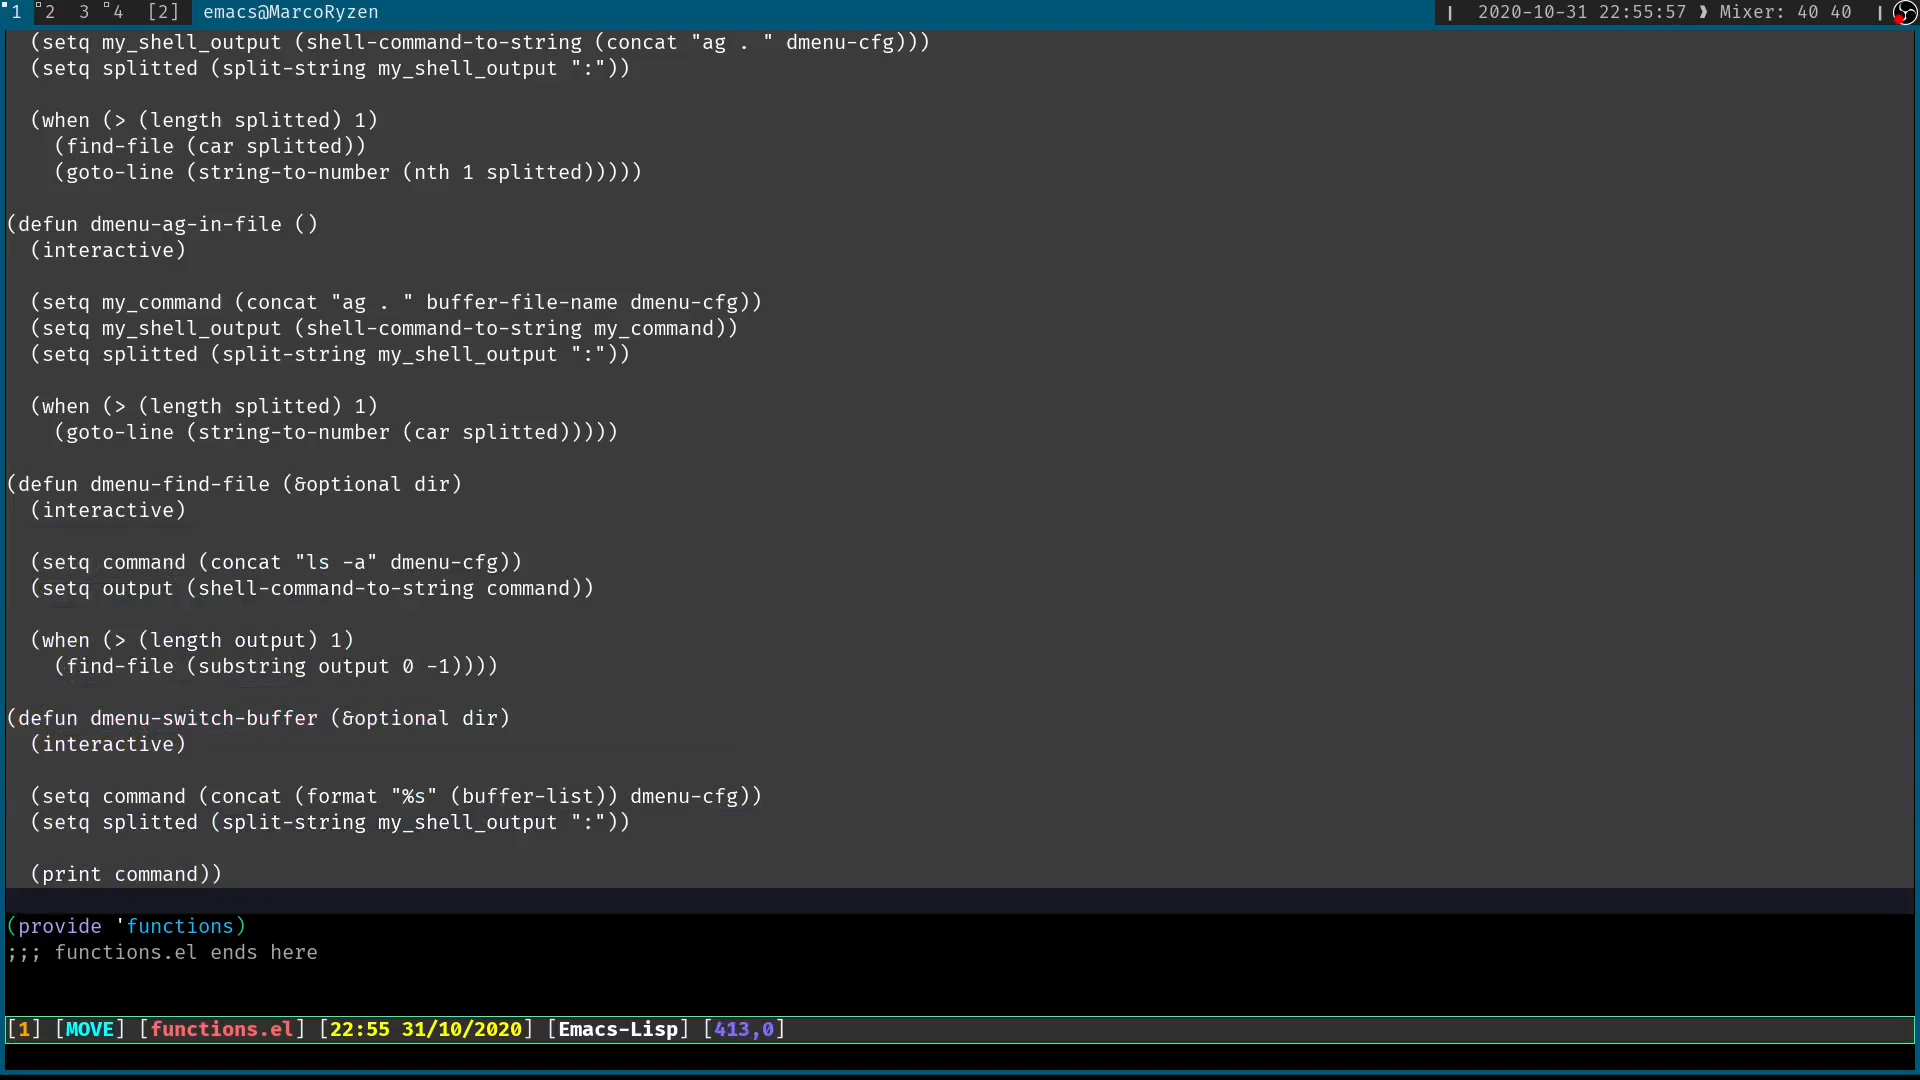 1 2 3 4 [2] emacs@MarcoRyzen | 2020-10-31 22:55:57 ❱ Mixer: 40 40 |
(setq my_shell_output (shell-command-to-string (concat "ag . " dmenu-cfg)))
(setq splitted (split-string my_shell_output ":"))
(when (> (length splitted) 1)
(find-file (car splitted))
(goto-line (string-to-number (nth 1 splitted)))))
(defun dmenu-ag-in-file ()
(interactive)
(setq my_command (concat "ag . " buffer-file-name dmenu-cfg))
(setq my_shell_output (shell-command-to-string my_command))
(setq splitted (split-string my_shell_output ":"))
(when (> (length splitted) 1)
(goto-line (string-to-number (car splitted)))))
(defun dmenu-find-file (&optional dir)
(interactive)
(setq command (concat "ls -a" dmenu-cfg))
(setq output (shell-command-to-string command))
(when (> (length output) 1)
(find-file (substring output 0 -1))))
(defun dmenu-switch-buffer (&optional dir)
(interactive)
(setq command (concat (format "%s" (buffer-list)) dmenu-cfg))
(setq splitted (split-string my_shell_output ":"))
(print command))
(provide 'functions)
;;; functions.el ends here
[1] [MOVE] [functions.el] [22:55 31/10/2020] [Emacs-Lisp] [413,0]